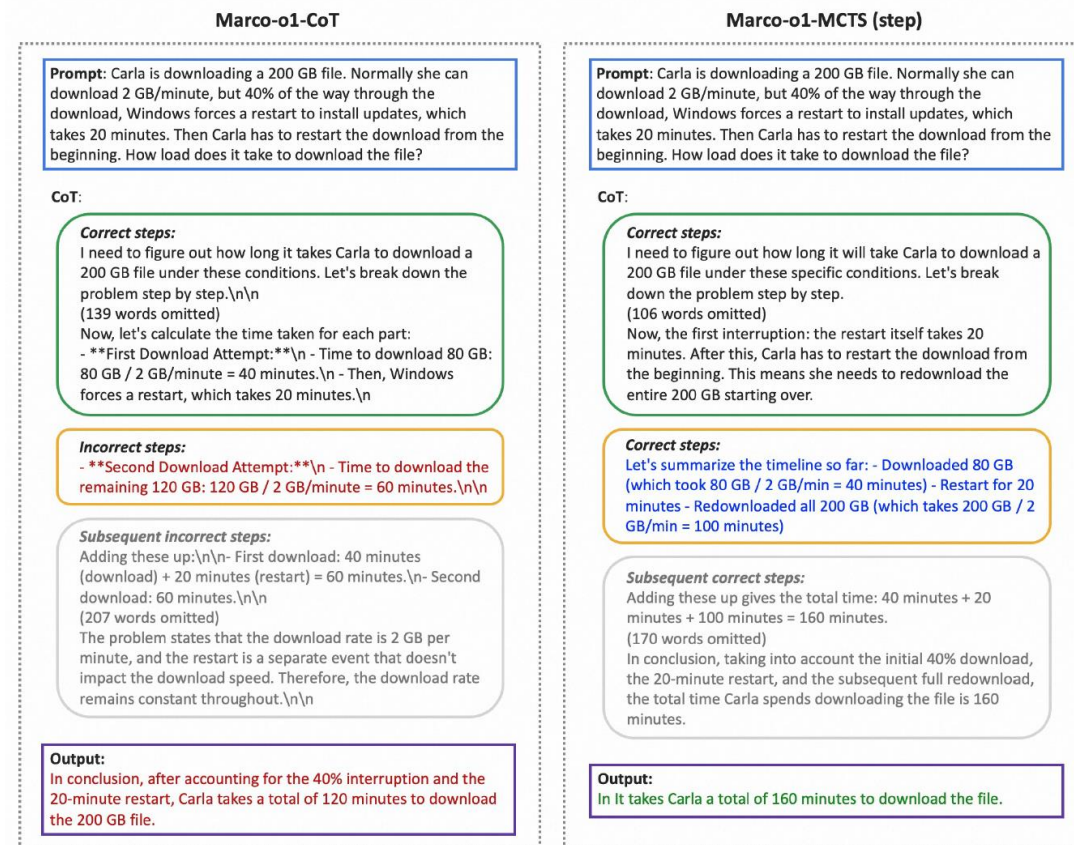 Marco-o1-CoT
Prompt: Carla is downloading a 200 GB file. Normally she can
download 2 GB/minute, but 40% of the way through the
download, Windows forces a restart to install updates, which
takes 20 minutes. Then Carla has to restart the download from the
beginning. How load does it take to download the file?
CoT:
Correct steps:
I need to figure out how long it takes Carla to download a
200 GB file under these conditions. Let's break down the
problem step by step.\n\n
(139 words omitted)
Now, let's calculate the time taken for each part:
- **First Download Attempt:**\n - Time to download 80 GB:
80 GB / 2 GB/minute = 40 minutes.\n - Then, Windows
forces a restart, which takes 20 minutes.\n
Incorrect steps:
- **Second Download Attempt:**\n - Time to download the
remaining 120 GB: 120 GB / 2 GB/minute = 60 minutes.\n\n
Subsequent incorrect steps:
Adding these up:\n\n- First download: 40 minutes
(download) + 20 minutes (restart) = 60 minutes.\n- Second
download: 60 minutes.\n\n
(207 words omitted)
The problem states that the download rate is 2 GB per
minute, and the restart is a separate event that doesn't
impact the download speed. Therefore, the download rate
remains constant throughout.\n\n
Output:
In conclusion, after accounting for the 40% interruption and the
20-minute restart, Carla takes a total of 120 minutes to download
the 200 GB file.
Marco-o1-MCTS (step)
Prompt: Carla is downloading a 200 GB file. Normally she can
download 2 GB/minute, but 40% of the way through the
download, Windows forces a restart to install updates, which
takes 20 minutes. Then Carla has to restart the download from the
beginning. How load does it take to download the file?
CoT:
Correct steps:
I need to figure out how long it will take Carla to download a
200 GB file under these specific conditions. Let's break
down the problem step by step.
(106 words omitted)
Now, the first interruption: the restart itself takes 20
minutes. After this, Carla has to restart the download from
the beginning. This means she needs to redownload the
entire 200 GB starting over.
Correct steps:
Let's summarize the timeline so far: - Downloaded 80 GB
(which took 80 GB / 2 GB/min = 40 minutes) - Restart for 20
minutes - Redownloaded all 200 GB (which takes 200 GB / 2
GB/min = 100 minutes)
Subsequent correct steps:
Adding these up gives the total time: 40 minutes + 20
minutes + 100 minutes = 160 minutes.
(170 words omitted)
In conclusion, taking into account the initial 40% download,
the 20-minute restart, and the subsequent full redownload,
the total time Carla spends downloading the file is 160
minutes.
Output:
In It takes Carla a total of 160 minutes to download the file.